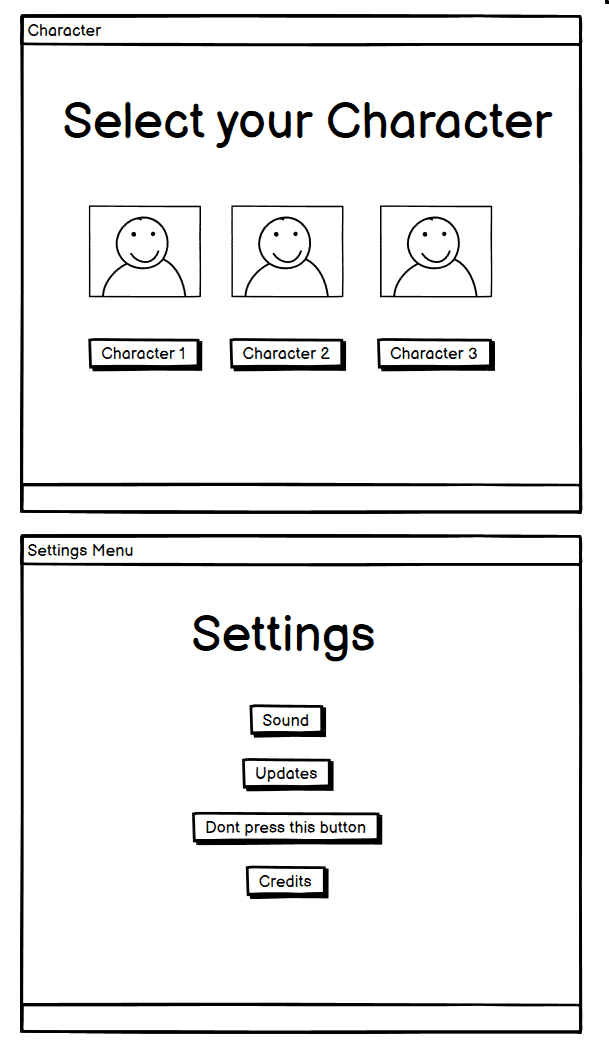 Character
Select your Character
Character 1 Character 2 Character 3
Settings Menu
Settings
Sound
Updates
Dont press this button
Credits